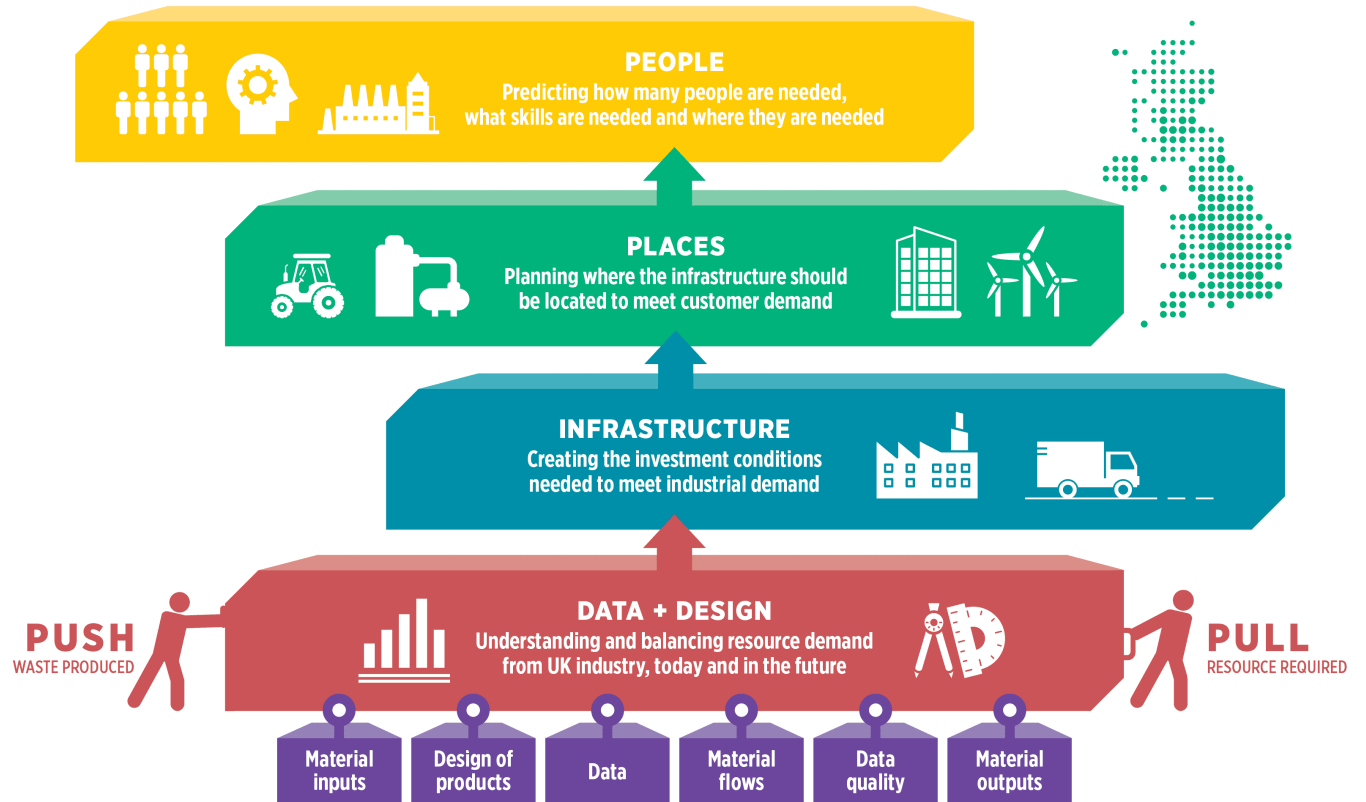 PEOPLE
Predicting how many people are needed,
what skills are needed and where they are needed
PLACES
Planning where the infrastructure should
be located to meet customer demand
INFRASTRUCTURE
Creating the investment conditions
needed to meet industrial demand
PUSH
WASTE PRODUCED
DATA + DESIGN
Understanding and balancing resource demand
from UK industry, today and in the future
PULL
RESOURCE REQUIRED
Material
inputs
Design of
products
Data
Material
flows
Data
quality
Material
outputs